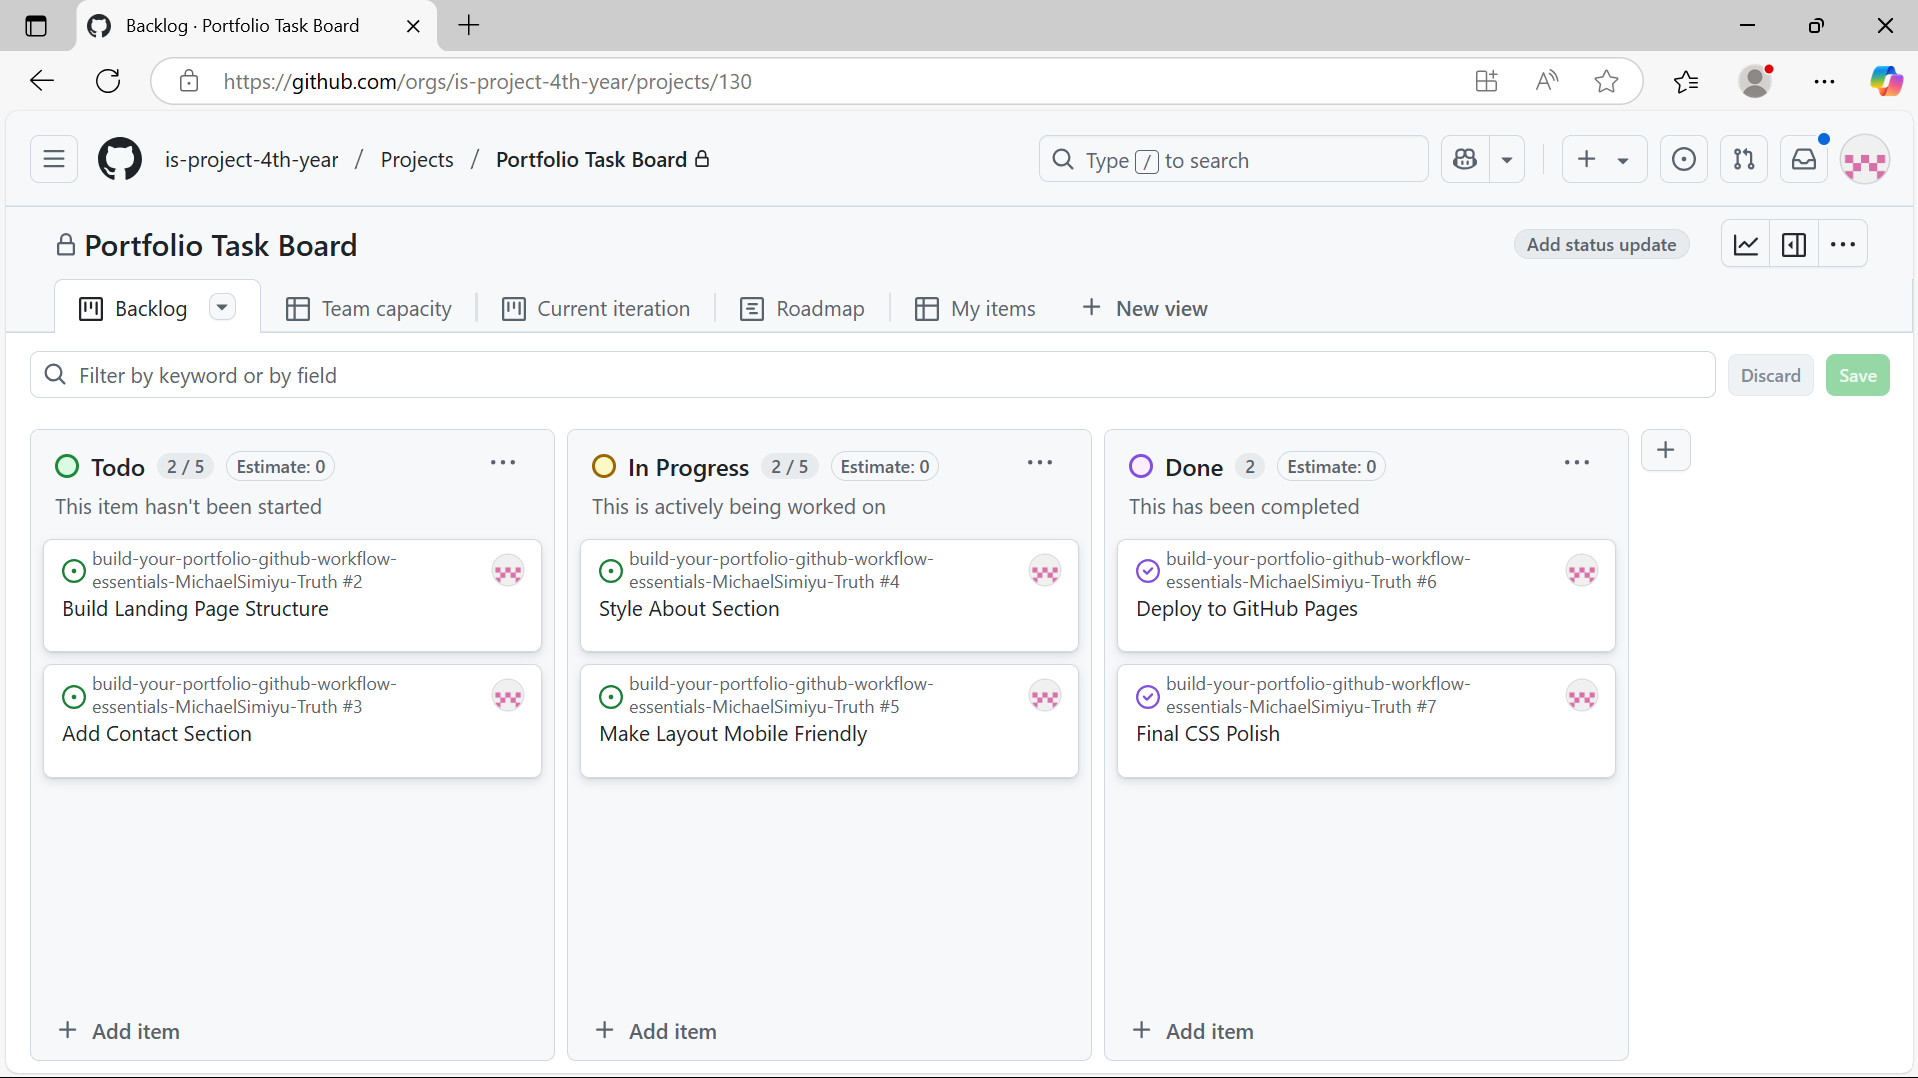 Backlog · Portfolio Task Board
https://github.com/orgs/is-project-4th-year/projects/130
is-project-4th-year / Projects / Portfolio Task Board
Type / to search
Portfolio Task Board
Add status update
Backlog
Team capacity
Current iteration
Roadmap
My items
New view
Filter by keyword or by field
Discard
Save
Todo 2 / 5 Estimate: 0
This item hasn't been started
build-your-portfolio-github-workflow-
essentials-MichaelSimiyu-Truth #2
Build Landing Page Structure
build-your-portfolio-github-workflow-
essentials-MichaelSimiyu-Truth #3
Add Contact Section
Add item
In Progress 2 / 5 Estimate: 0
This is actively being worked on
build-your-portfolio-github-workflow-
essentials-MichaelSimiyu-Truth #4
Style About Section
build-your-portfolio-github-workflow-
essentials-MichaelSimiyu-Truth #5
Make Layout Mobile Friendly
Add item
Done 2 Estimate: 0
This has been completed
build-your-portfolio-github-workflow-
essentials-MichaelSimiyu-Truth #6
Deploy to GitHub Pages
build-your-portfolio-github-workflow-
essentials-MichaelSimiyu-Truth #7
Final CSS Polish
Add item